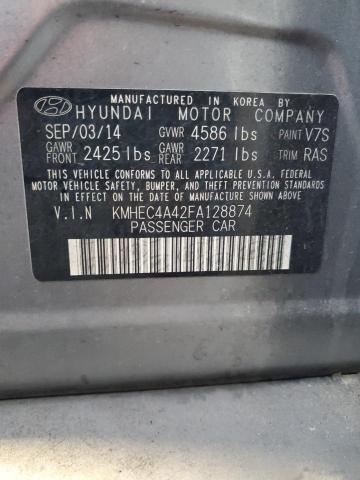 MANUFACTURED IN KOREA BY
HYUNDAI MOTOR COMPANY
SEP/03/14 GVWR 4586 lbs PAINT V7S
GAWR FRONT 2425 lbs GAWR REAR 2271 lbs TRIM RAS
THIS VEHICLE CONFORMS TO ALL APPLICABLE U.S.A. FEDERAL
MOTOR VEHICLE SAFETY, BUMPER, AND THEFT PREVENTION
STANDARDS IN EFFECT ON THE DATE OF MANUFACTURE SHOWN ABOVE.
V.I.N KMHEC4A42FA128874
PASSENGER CAR